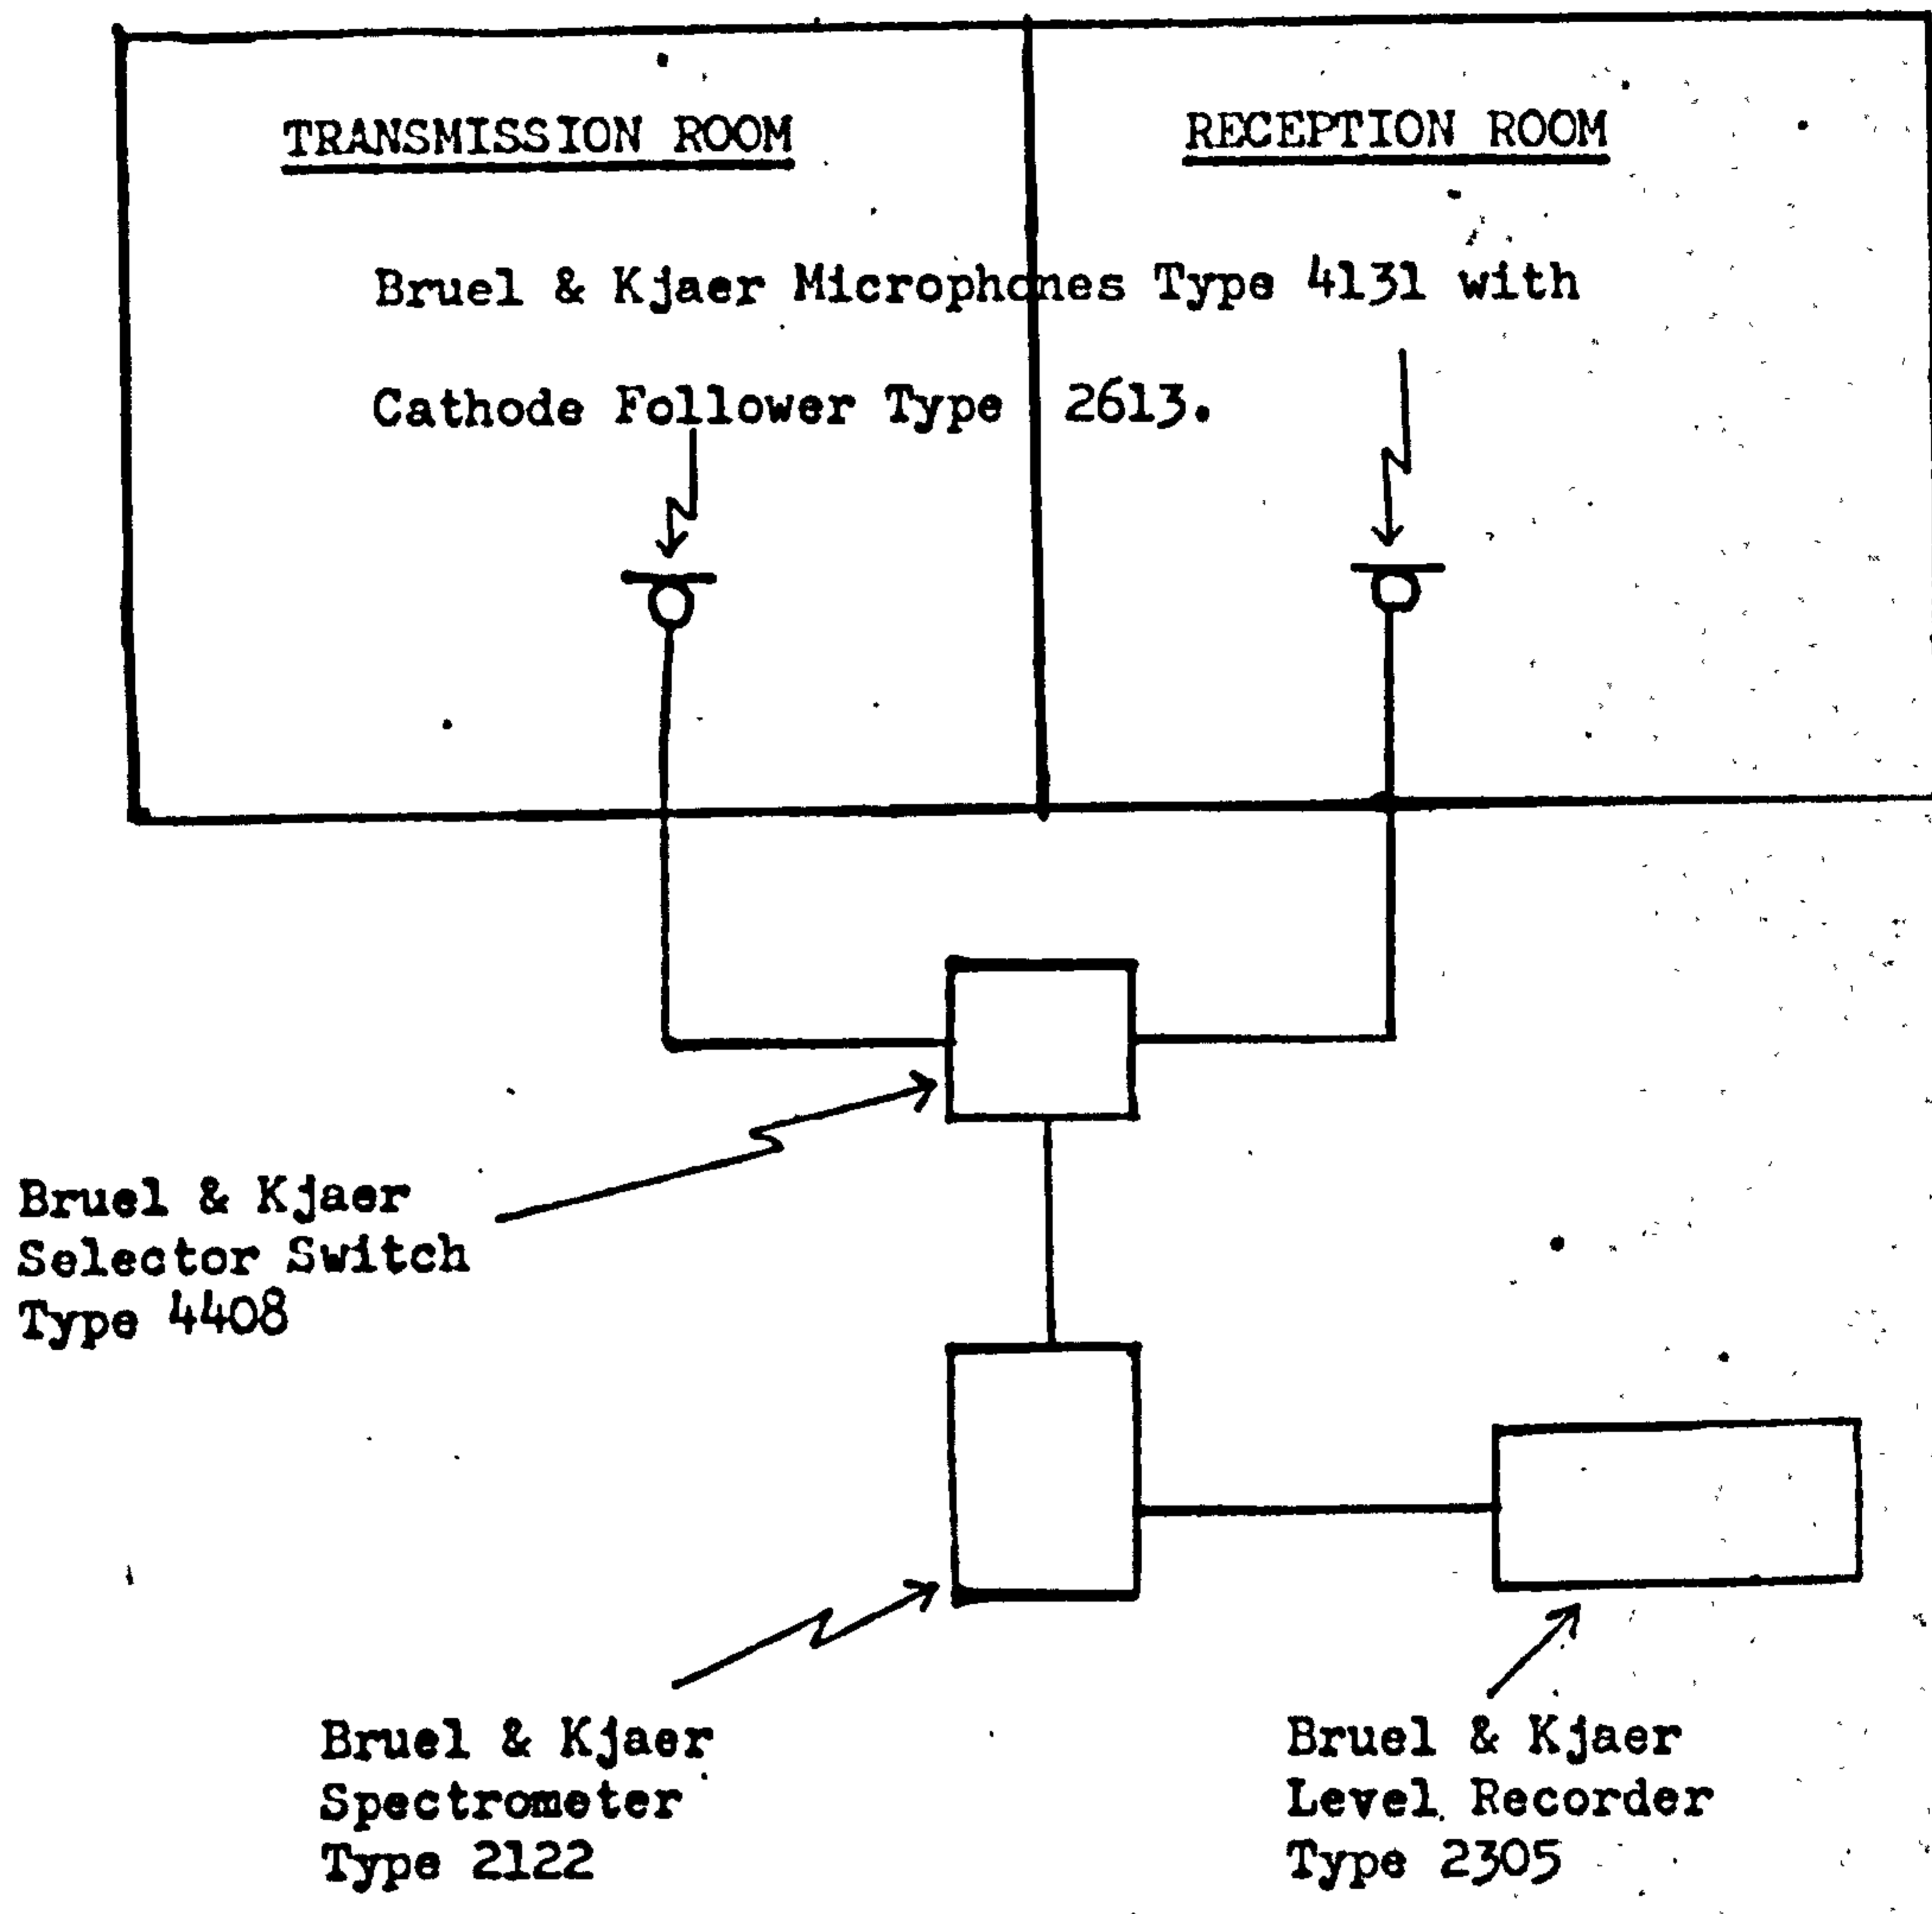 TRANSMISSION ROOM
RECEPTION ROOM
Bruel & Kjaer Microphones Type 4131 with
Cathode Follower Type 2613.
Bruel & Kjaer
Selector Switch
Type 4408
Bruel & Kjaer
Spectrometer
Type 2122
Bruel & Kjaer
Level Recorder
Type 2305